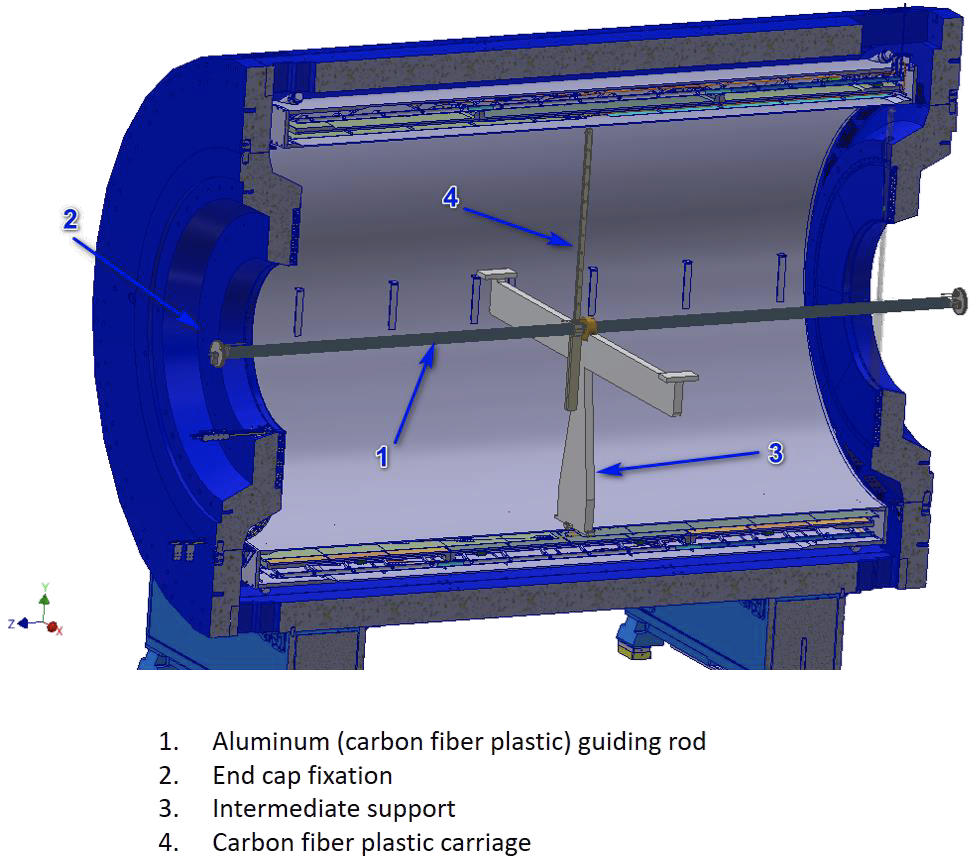 4
2
1
3
Y
Z
X
1. Aluminum (carbon fiber plastic) guiding rod
2. End cap fixation
3. Intermediate support
4. Carbon fiber plastic carriage